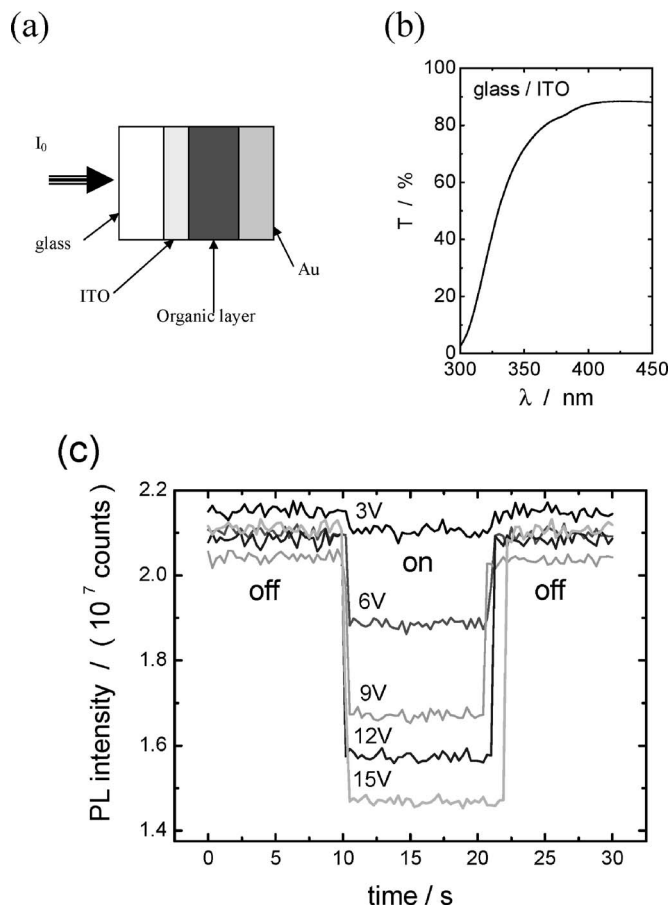 (a)
I₀
glass
ITO
Organic layer
Au
(b)
glass / ITO
T / %
100
80
60
40
20
0
300
350
400
450
λ / nm
(c)
PL intensity / (10⁷ counts)
2.2
2.0
1.8
1.6
1.4
3V
on
off
off
6V
9V
12V
15V
0
5
10
15
20
25
30
time / s